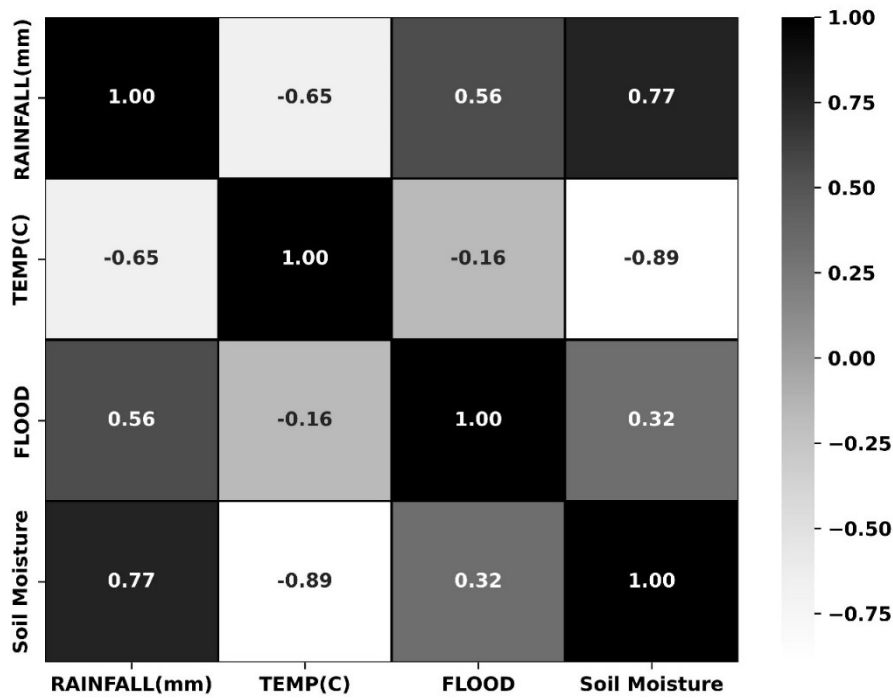 RAINFALL(mm)
1.00 -0.65 0.56 0.77
TEMP(C)
-0.65 1.00 -0.16 -0.89
FLOOD
0.56 -0.16 1.00 0.32
Soil Moisture
0.77 -0.89 0.32 1.00
RAINFALL(mm) TEMP(C) FLOOD Soil Moisture
1.00
0.75
0.50
0.25
0.00
−0.25
−0.50
−0.75